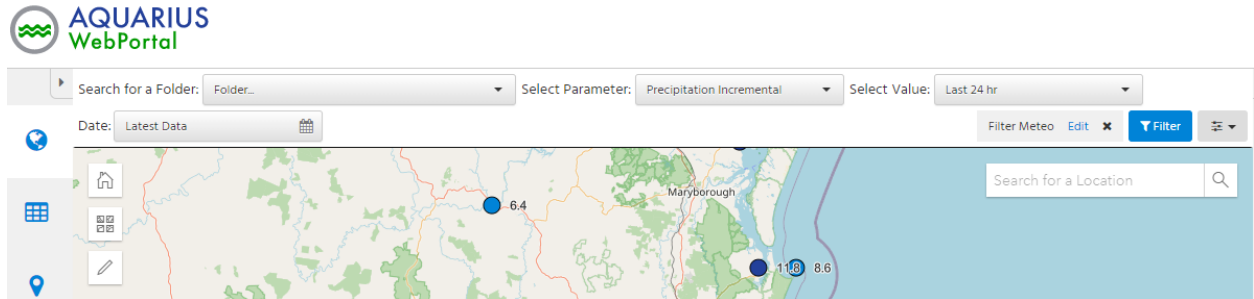 AQUARIUS
WebPortal
Search for a Folder: Folder... Select Parameter: Precipitation Incremental Select Value: Last 24 hr
Date: Latest Data Filter Meteo Edit Filter
Search for a Location
Maryborough
6.4
11.8 8.6